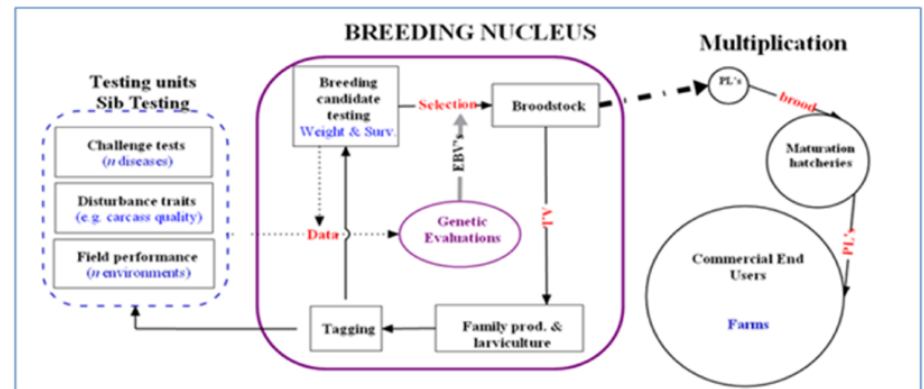 BREEDING NUCLEUS
Multiplication
Testing units
Sib Testing
Challenge tests
(n diseases)
Disturbance traits
(e.g. carcass quality)
Field performance
(n environments)
Breeding
candidate
testing
Weight & Surv.
Selection
Broodstock
EBV's
Genetic
Evaluations
Data
A.I
Tagging
Family prod. &
larviculture
PL's
brood
Maturation
hatcheries
PL's
Commercial End
Users
Farms